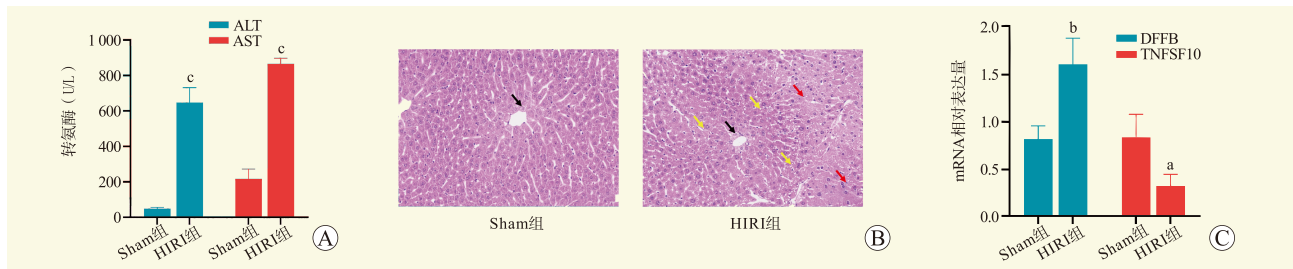 ALT
AST
转氨酶（U/L）
1 000
800
600
400
200
0
c
c
Sham组
HIRI组
Sham组
HIRI组
A
Sham组
HIRI组
B
DFFB
TNFSF10
mRNA相对表达量
2.0
1.5
1.0
0.5
0.0
b
a
Sham组
HIRI组
Sham组
HIRI组
C